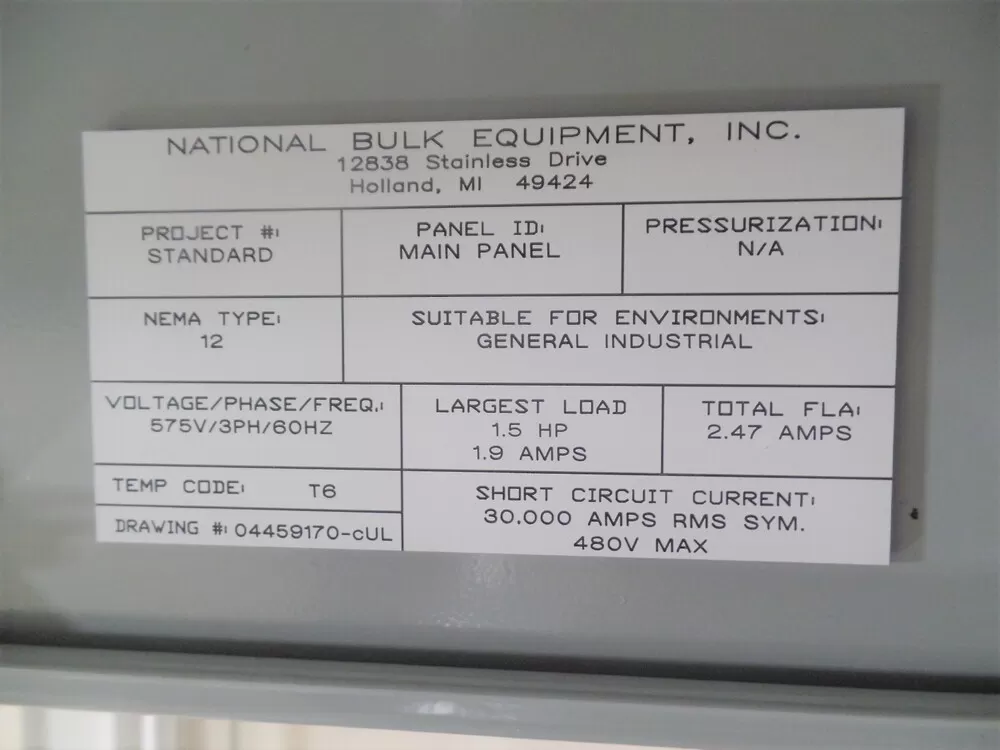 NATIONAL BULK EQUIPMENT, INC.
12838 Stainless Drive
Holland, MI 49424
PROJECT #:
STANDARD
PANEL ID:
MAIN PANEL
PRESSURIZATION:
N/A
NEMA TYPE:
12
SUITABLE FOR ENVIRONMENTS:
GENERAL INDUSTRIAL
VOLTAGE/PHASE/FREQ.:
575V/3PH/60HZ
LARGEST LOAD
1.5 HP
1.9 AMPS
TOTAL FLA:
2.47 AMPS
TEMP CODE: T6
DRAWING #: 04459170-cUL
SHORT CIRCUIT CURRENT:
30,000 AMPS RMS SYM.
480V MAX